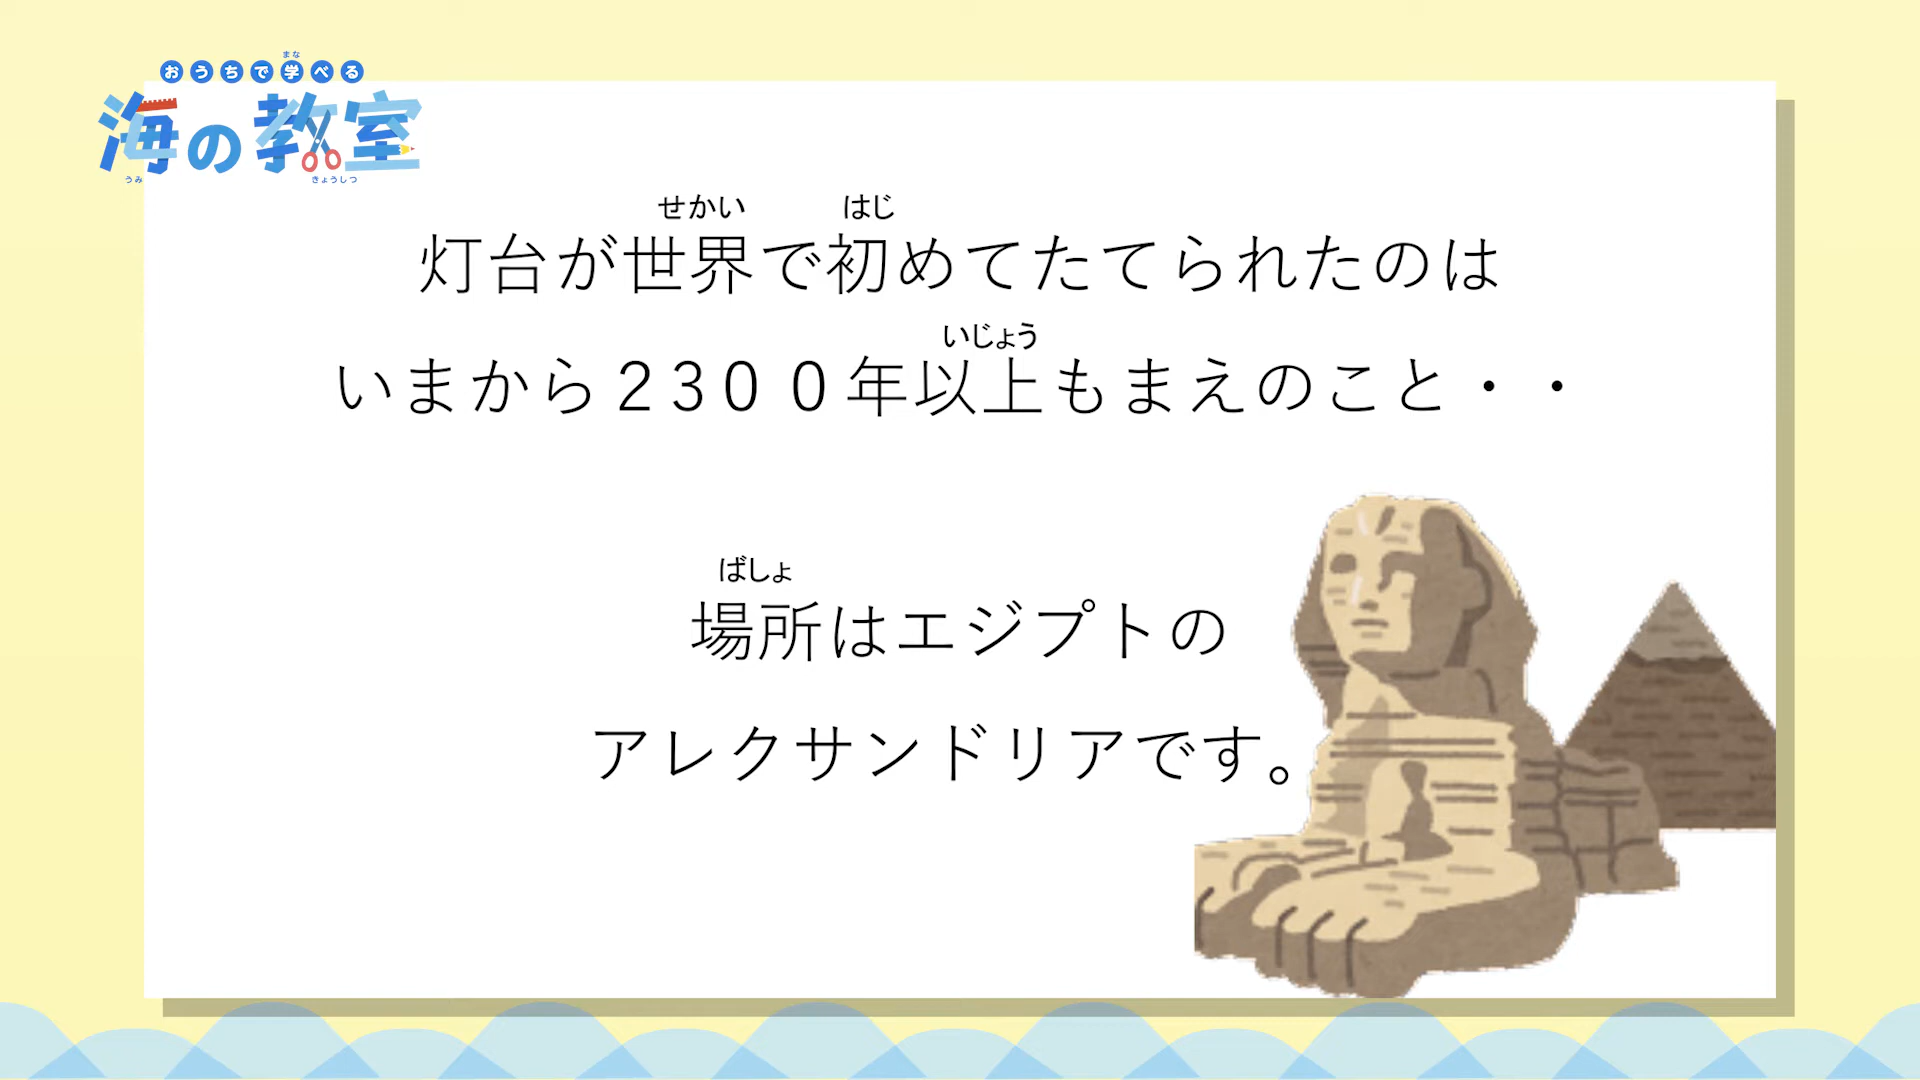 おうちで学べる
まな
海の教室
うみ きょうしつ
せかい はじ
灯台が世界で初めてたてられたのは
いじょう
いまから２３００年以上もまえのこと・・
ばしょ
場所はエジプトの
アレクサンドリアです。